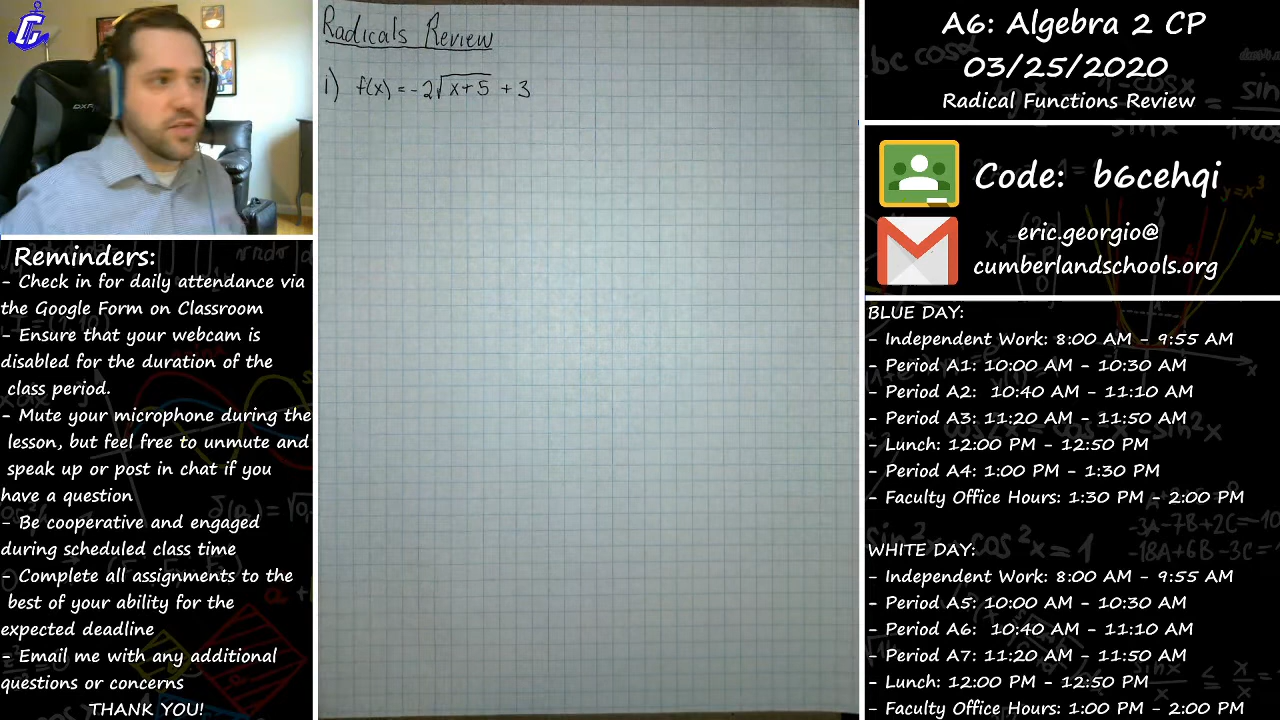 C
DXR
Radicals Review
1) f(x) = -2√x+5 + 3
A6: Algebra 2 CP
03/25/2020
Radical Functions Review
Code: b6cehqi
eric.georgio@
cumberlandschools.org
Reminders:
- Check in for daily attendance via
the Google Form on Classroom
- Ensure that your webcam is
disabled for the duration of the
class period.
- Mute your microphone during the
lesson, but feel free to unmute and
speak up or post in chat if you
have a question
- Be cooperative and engaged
during scheduled class time
- Complete all assignments to the
best of your ability for the
expected deadline
- Email me with any additional
questions or concerns
THANK YOU!
BLUE DAY:
- Independent Work: 8:00 AM - 9:55 AM
- Period A1: 10:00 AM - 10:30 AM
- Period A2: 10:40 AM - 11:10 AM
- Period A3: 11:20 AM - 11:50 AM
- Lunch: 12:00 PM - 12:50 PM
- Period A4: 1:00 PM - 1:30 PM
- Faculty Office Hours: 1:30 PM - 2:00 PM
WHITE DAY:
- Independent Work: 8:00 AM - 9:55 AM
- Period A5: 10:00 AM - 10:30 AM
- Period A6: 10:40 AM - 11:10 AM
- Period A7: 11:20 AM - 11:50 AM
- Lunch: 12:00 PM - 12:50 PM
- Faculty Office Hours: 1:00 PM - 2:00 PM